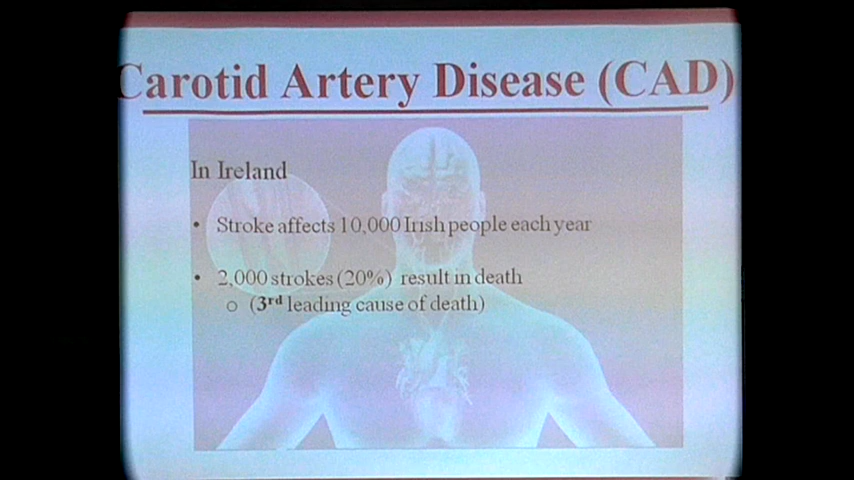 Carotid Artery Disease (CAD)
In Ireland
• Stroke affects 10,000 Irish people each year
• 2,000 strokes (20%) result in death
o (3rd leading cause of death)